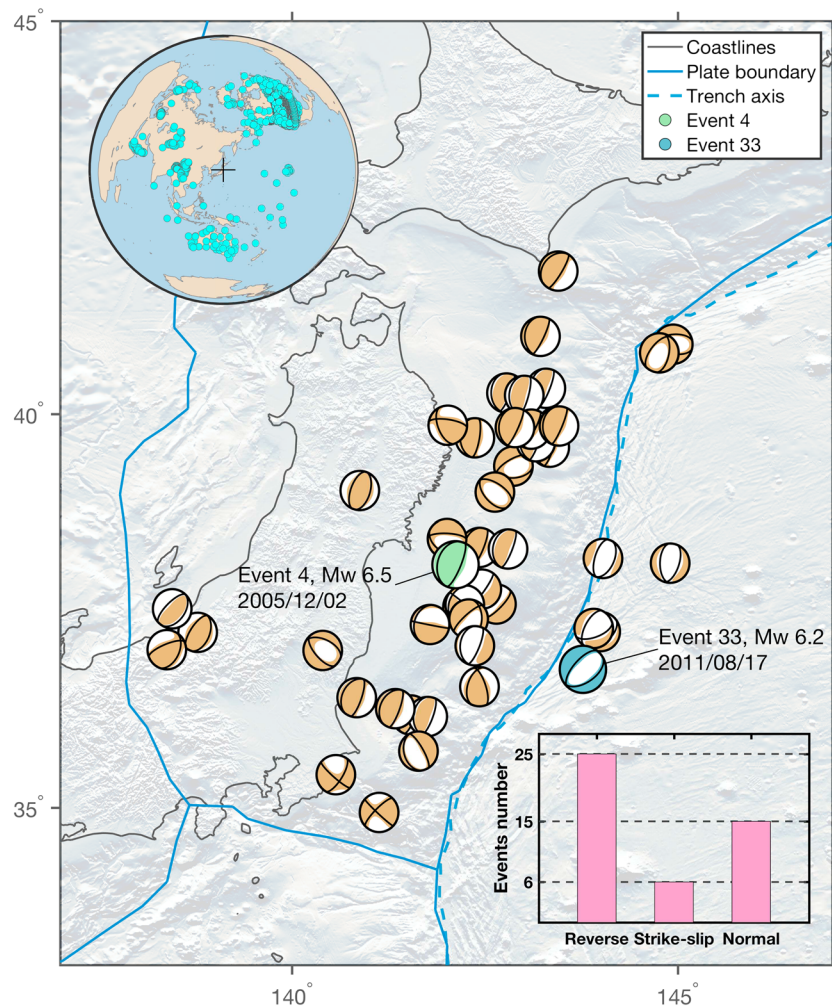 45°
Coastlines
Plate boundary
Trench axis
Event 4
Event 33
40°
Event 4, Mw 6.5
2005/12/02
Event 33, Mw 6.2
2011/08/17
35°
Events number
25
15
6
Reverse Strike-slip Normal
140°
145°